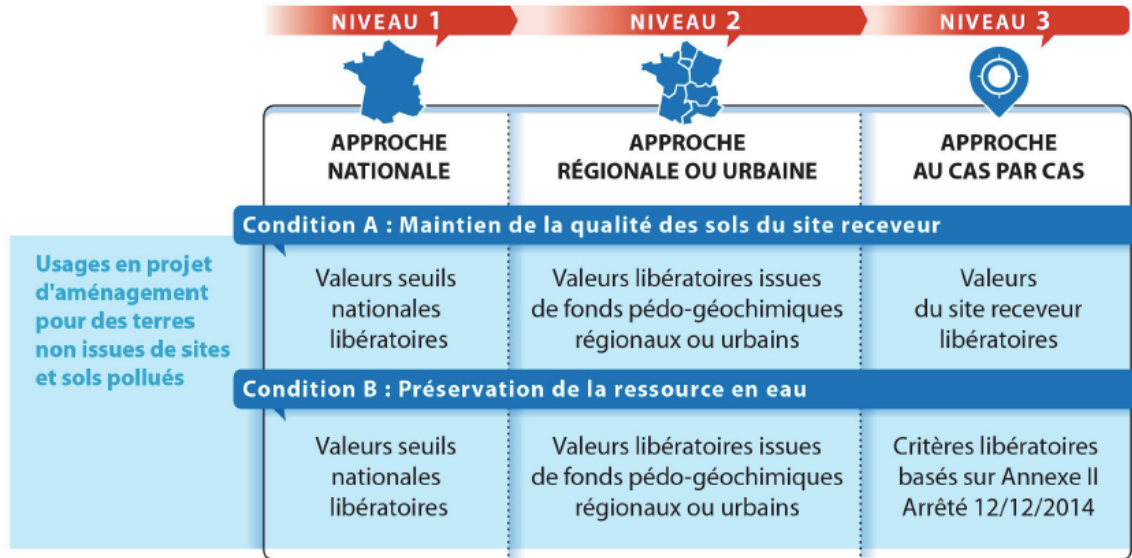 NIVEAU 1
NIVEAU 2
NIVEAU 3
APPROCHE
NATIONALE
APPROCHE
RÉGIONALE OU URBAINE
APPROCHE
AU CAS PAR CAS
Condition A : Maintien de la qualité des sols du site receveur
Usages en projet
d'aménagement
pour des terres
non issues de sites
et sols pollués
Valeurs seuils
nationales
libératoires
Valeurs libératoires issues
de fonds pédo-géochimiques
régionaux ou urbains
Valeurs
du site receveur
libératoires
Condition B : Préservation de la ressource en eau
Valeurs seuils
nationales
libératoires
Valeurs libératoires issues
de fonds pédo-géochimiques
régionaux ou urbains
Critères libératoires
basés sur Annexe II
Arrêté 12/12/2014